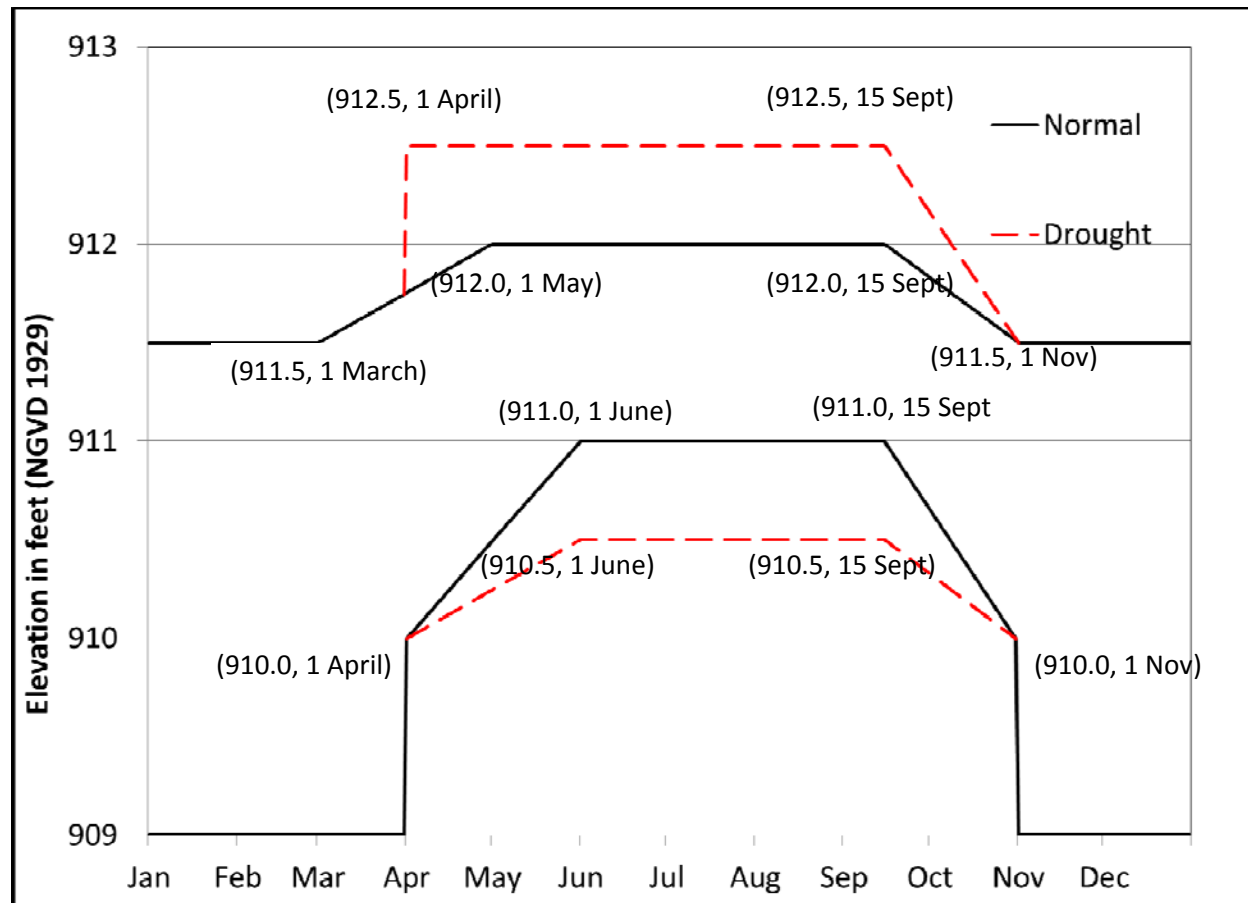 913
(912.5, 1 April)
(912.5, 15 Sept)
Normal
912
Drought
(912.0, 1 May)
(912.0, 15 Sept)
(911.5, 1 March)
(911.5, 1 Nov)
(911.0, 1 June)
(911.0, 15 Sept
911
(910.5, 1 June)
(910.5, 15 Sept)
910
(910.0, 1 April)
(910.0, 1 Nov)
909
Elevation in feet (NGVD 1929)
Jan Feb Mar Apr May Jun Jul Aug Sep Oct Nov Dec